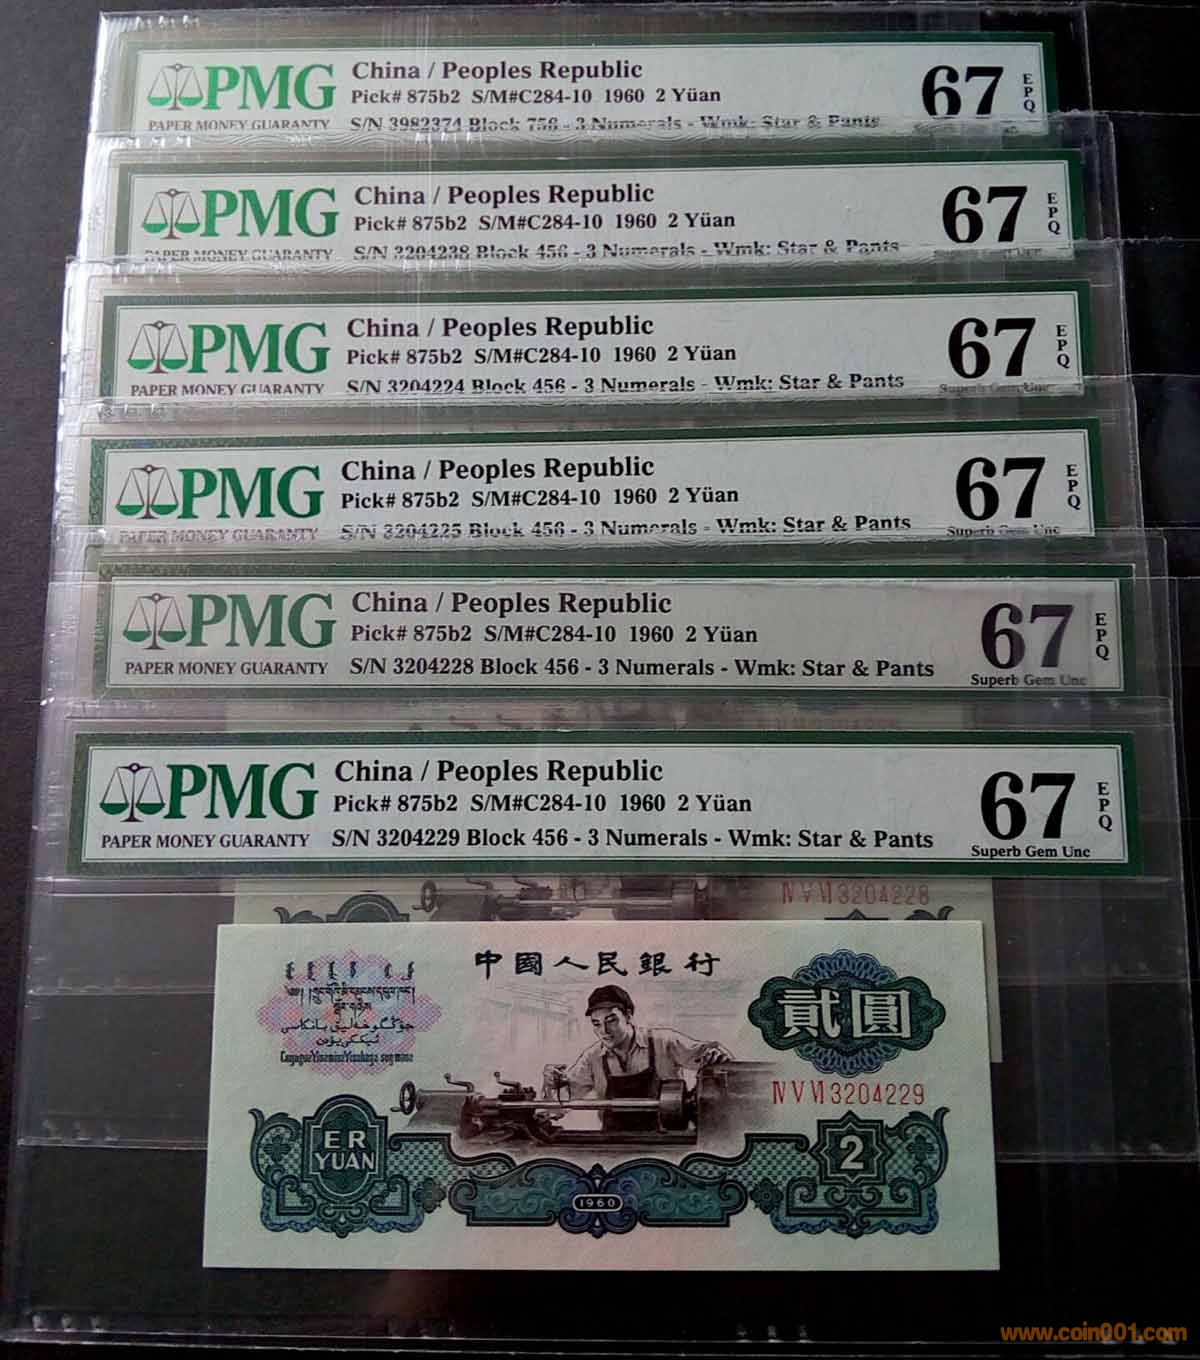 PMG
China / Peoples Republic
67
EPQ
Pick# 875b2 S/M#C284-10 1960 2 Yüan
PAPER MONEY GUARANTY
S/N 3982374 Block 756 - 3 Numerals - Wmk: Star & Pants
PMG
China / Peoples Republic
67
EPQ
Pick# 875b2 S/M#C284-10 1960 2 Yüan
PAPER MONEY GUARANTY
S/N 3204238 Block 456 - 3 Numerals - Wmk: Star & Pants
Superb Gem Unc
PMG
China / Peoples Republic
67
EPQ
Pick# 875b2 S/M#C284-10 1960 2 Yüan
PAPER MONEY GUARANTY
S/N 3204224 Block 456 - 3 Numerals - Wmk: Star & Pants
Superb Gem Unc
PMG
China / Peoples Republic
67
EPQ
Pick# 875b2 S/M#C284-10 1960 2 Yüan
PAPER MONEY GUARANTY
S/N 3204225 Block 456 - 3 Numerals - Wmk: Star & Pants
Superb Gem Unc
PMG
China / Peoples Republic
67
EPQ
Pick# 875b2 S/M#C284-10 1960 2 Yüan
PAPER MONEY GUARANTY
S/N 3204228 Block 456 - 3 Numerals - Wmk: Star & Pants
Superb Gem Unc
PMG
China / Peoples Republic
67
EPQ
Pick# 875b2 S/M#C284-10 1960 2 Yüan
PAPER MONEY GUARANTY
S/N 3204229 Block 456 - 3 Numerals - Wmk: Star & Pants
Superb Gem Unc
IV V VI 3204228
中國人民銀行
貳圓
IV V VI 3204229
ER
YUAN
2
1960
www.coin001.com